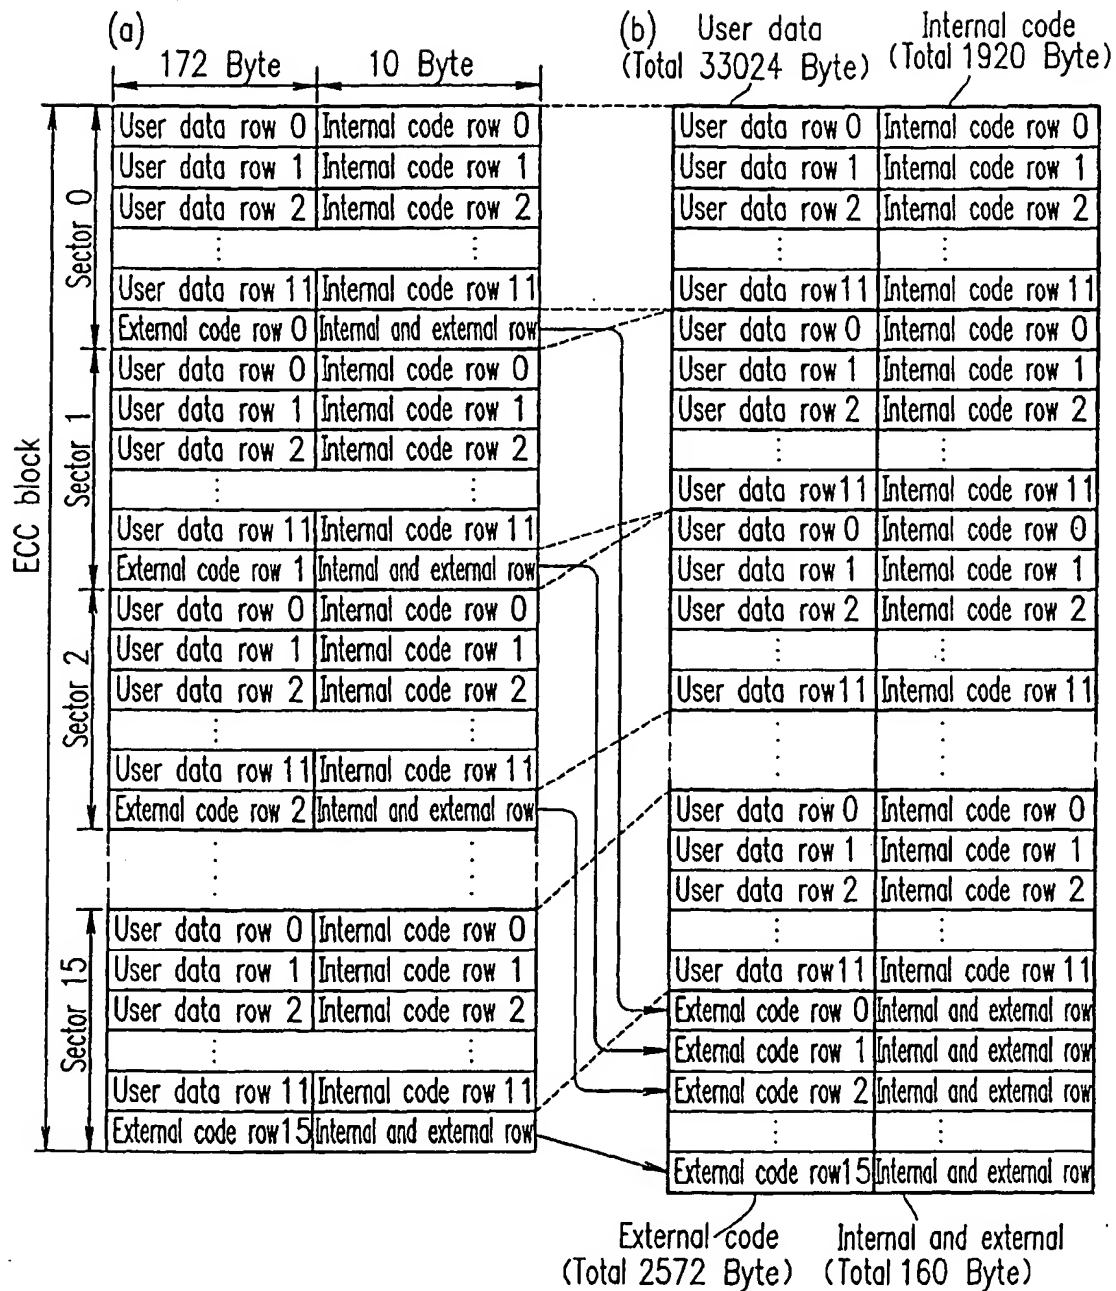 (a)
172 Byte
10 Byte
ECC block
Sector 0
User data row 0 Internal code row 0
User data row 1 Internal code row 1
User data row 2 Internal code row 2
User data row 11 Internal code row 11
External code row 0 Internal and external row
Sector 1
User data row 0 Internal code row 0
User data row 1 Internal code row 1
User data row 2 Internal code row 2
User data row 11 Internal code row 11
External code row 1 Internal and external row
Sector 2
User data row 0 Internal code row 0
User data row 1 Internal code row 1
User data row 2 Internal code row 2
User data row 11 Internal code row 11
External code row 2 Internal and external row
Sector 15
User data row 0 Internal code row 0
User data row 1 Internal code row 1
User data row 2 Internal code row 2
User data row 11 Internal code row 11
External code row15 Internal and external row
(b)
User data
(Total 33024 Byte)
Internal code
(Total 1920 Byte)
User data row 0 Internal code row 0
User data row 1 Internal code row 1
User data row 2 Internal code row 2
User data row11 Internal code row 11
User data row 0 Internal code row 0
User data row 1 Internal code row 1
User data row 2 Internal code row 2
User data row11 Internal code row 11
User data row 0 Internal code row 0
User data row 1 Internal code row 1
User data row 2 Internal code row 2
User data row11 Internal code row 11
User data row 0 Internal code row 0
User data row 1 Internal code row 1
User data row 2 Internal code row 2
User data row11 Internal code row 11
External code row 0 Internal and external row
External code row 1 Internal and external row
External code row 2 Internal and external row
External code row15 Internal and external row
External code
(Total 2572 Byte)
Internal and external
(Total 160 Byte)